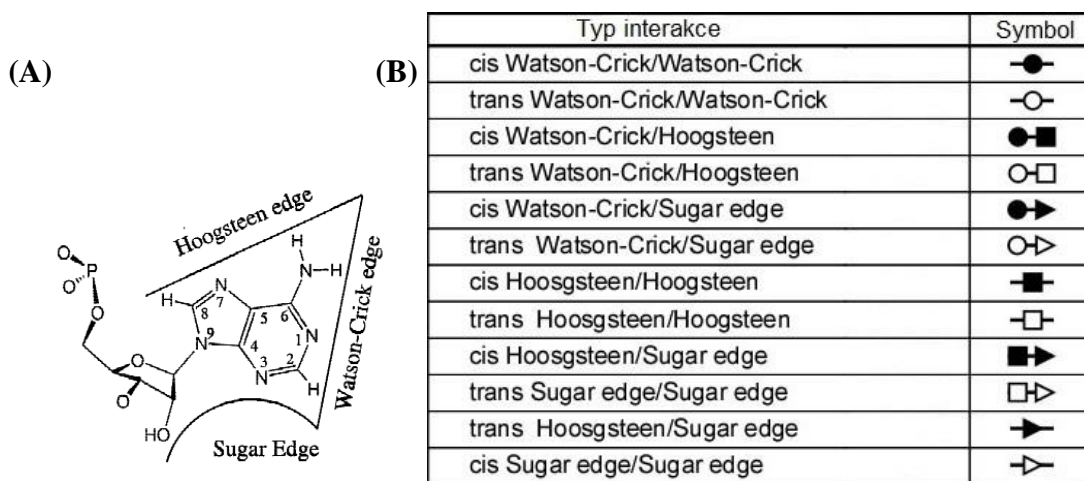 (A)
Hoogsteen edge
Watson-Crick edge
Sugar Edge
O
P
O
O
H
H
N
H
N
7
8
5
6
N
1
9
N
4
3
N
2
H
O
O
HO
(B)
Typ interakce Symbol
cis Watson-Crick/Watson-Crick
trans Watson-Crick/Watson-Crick
cis Watson-Crick/Hoogsteen
trans Watson-Crick/Hoogsteen
cis Watson-Crick/Sugar edge
trans Watson-Crick/Sugar edge
cis Hoosgsteen/Hoogsteen
trans Hoosgsteen/Hoogsteen
cis Hoosgsteen/Sugar edge
trans Sugar edge/Sugar edge
trans Hoosgsteen/Sugar edge
cis Sugar edge/Sugar edge